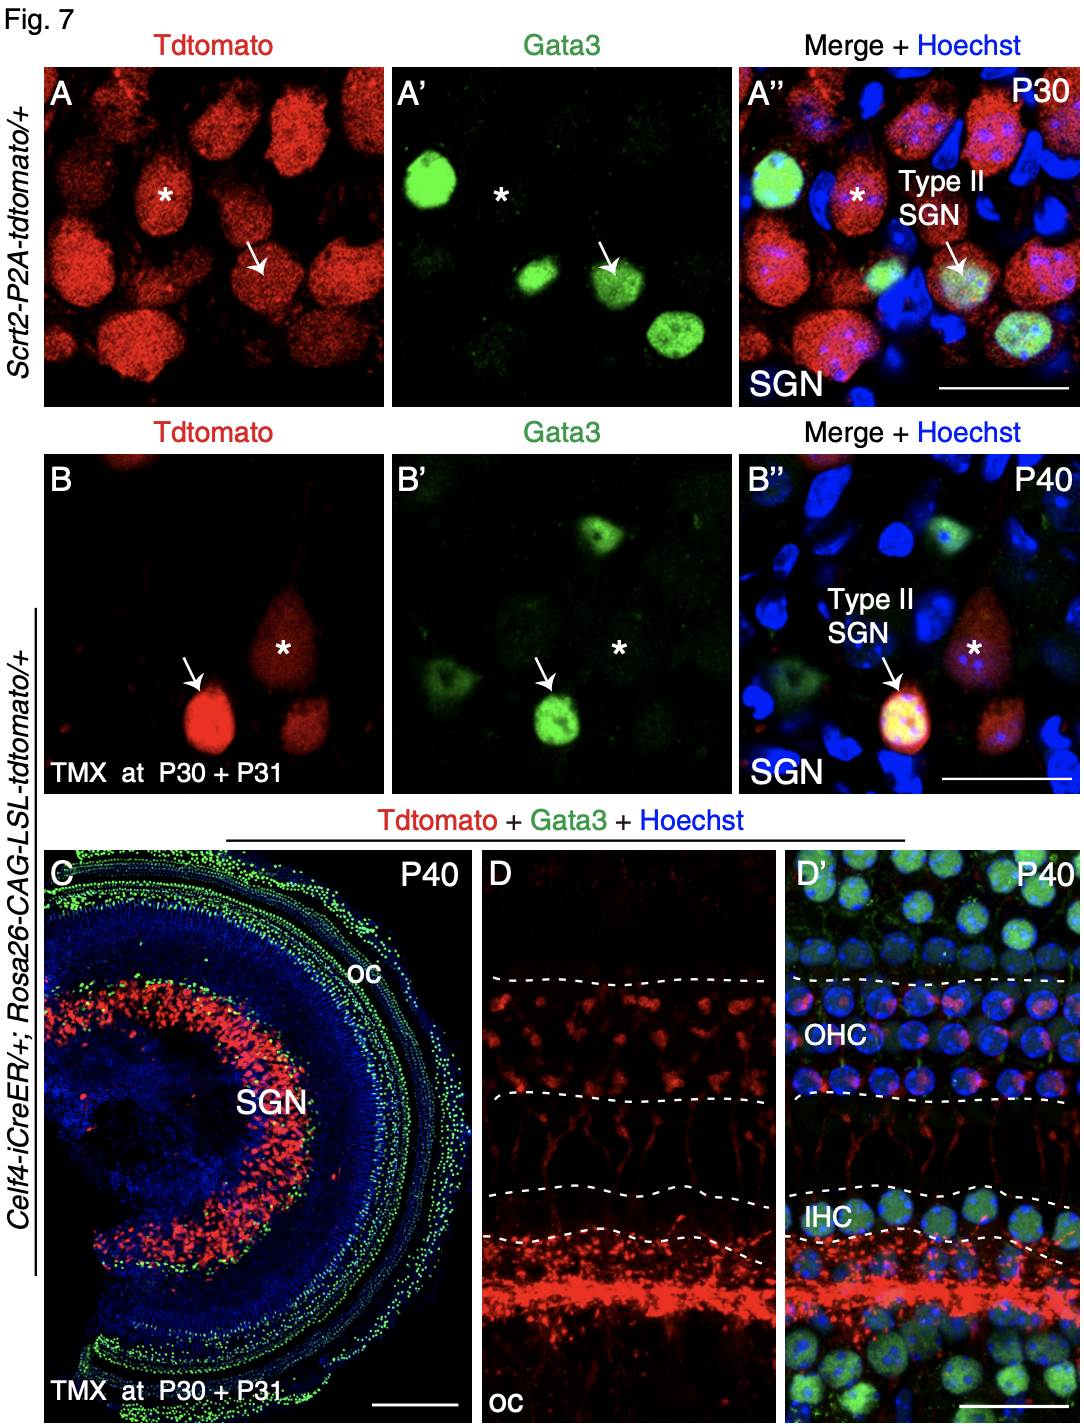 Fig. 7
Tdtomato Gata3 Merge + Hoechst
Scrt2-P2A-tdtomato/+
A A' A'' P30
* * *
Type II
SGN
SGN
Tdtomato Gata3 Merge + Hoechst
B B' B'' P40
Type II
SGN
* * *
TMX at P30 + P31 SGN
Celf4-iCreER/+; Rosa26-CAG-LSL-tdtomato/+
Tdtomato + Gata3 + Hoechst
C P40 D D' P40
OC
OHC
SGN
IHC
TMX at P30 + P31 OC